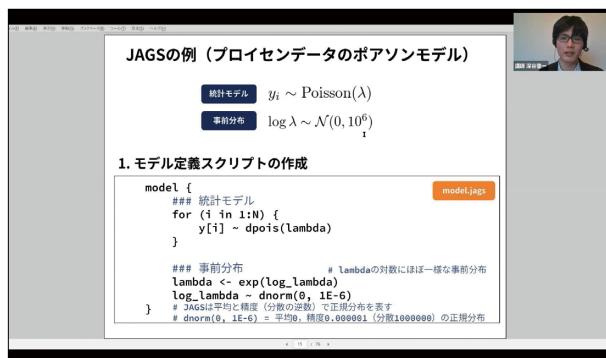 JAGSの例（プロイセンデータのポアソンモデル）
統計モデル y_i ~ Poisson(λ)
事前分布 log λ ~ N(0, 10^6)
1. モデル定義スクリプトの作成
model.jags
model {
### 統計モデル
for (i in 1:N) {
y[i] ~ dpois(lambda)
}
### 事前分布 # lambdaの対数にほぼ一様な事前分布
lambda <- exp(log_lambda)
log_lambda ~ dnorm(0, 1E-6)
} # JAGSは平均と精度（分散の逆数）で正規分布を表す
# dnorm(0, 1E-6) = 平均0，精度0.000001（分散1000000）の正規分布
15 / 76